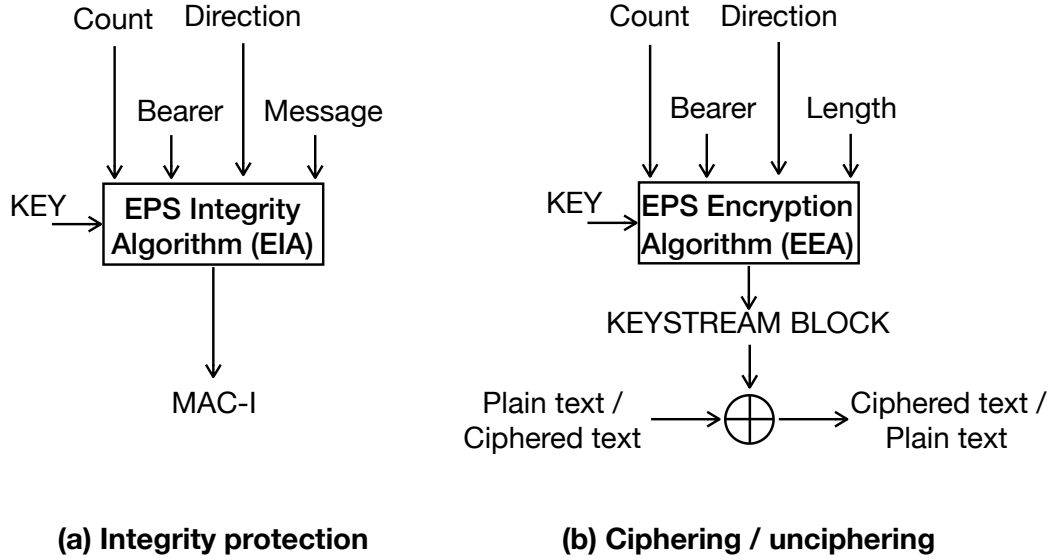 Count
Direction
Bearer
Message
KEY
EPS Integrity
Algorithm (EIA)
MAC-I
(a) Integrity protection
Count
Direction
Bearer
Length
KEY
EPS Encryption
Algorithm (EEA)
KEYSTREAM BLOCK
Plain text /
Ciphered text
Ciphered text /
Plain text
(b) Ciphering / unciphering